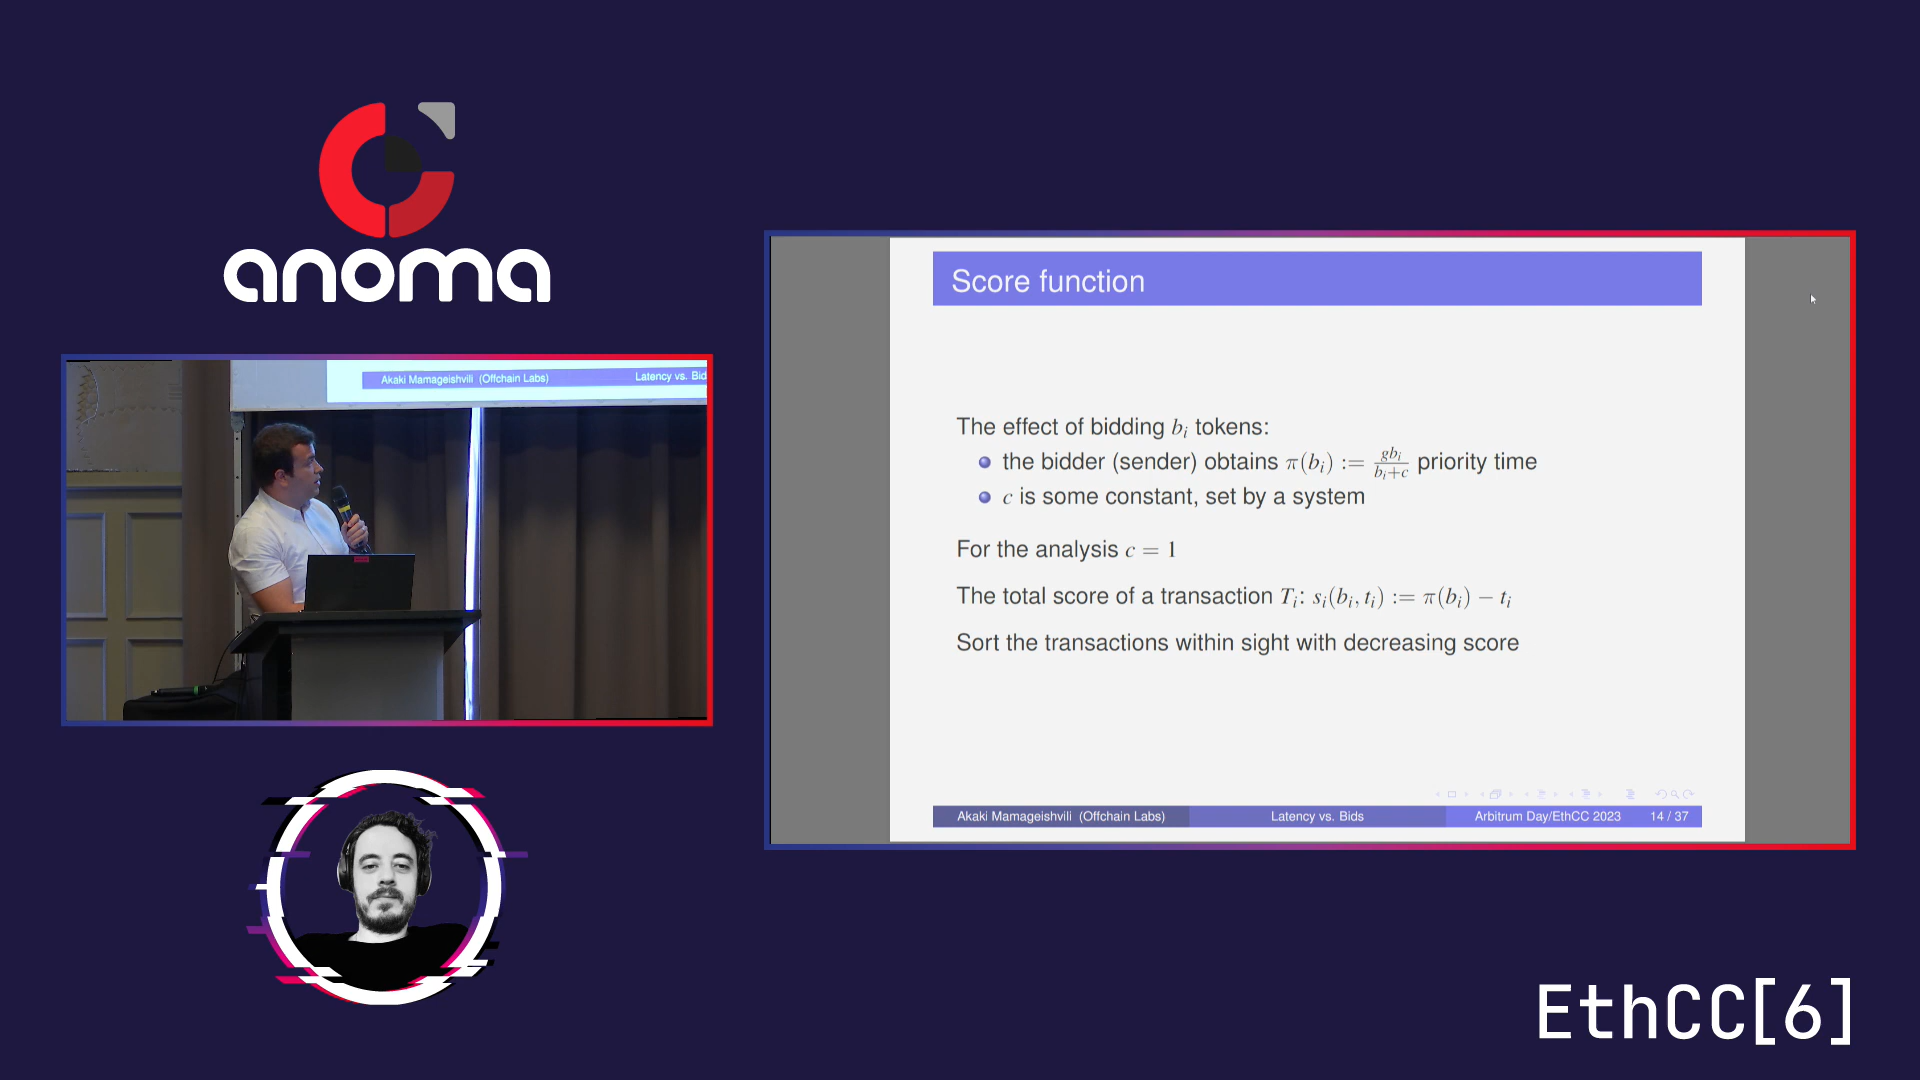 anoma
Akaki Mamageishvili (Offchain Labs) Latency vs. Bid
Score function
The effect of bidding b_i tokens:
the bidder (sender) obtains π(b_i) := gb_i/(b_i+c) priority time
c is some constant, set by a system
For the analysis c = 1
The total score of a transaction T_i: s_i(b_i, t_i) := π(b_i) − t_i
Sort the transactions within sight with decreasing score
Akaki Mamageishvili (Offchain Labs) Latency vs. Bids Arbitrum Day/EthCC 2023 14 / 37
EthCC[6]